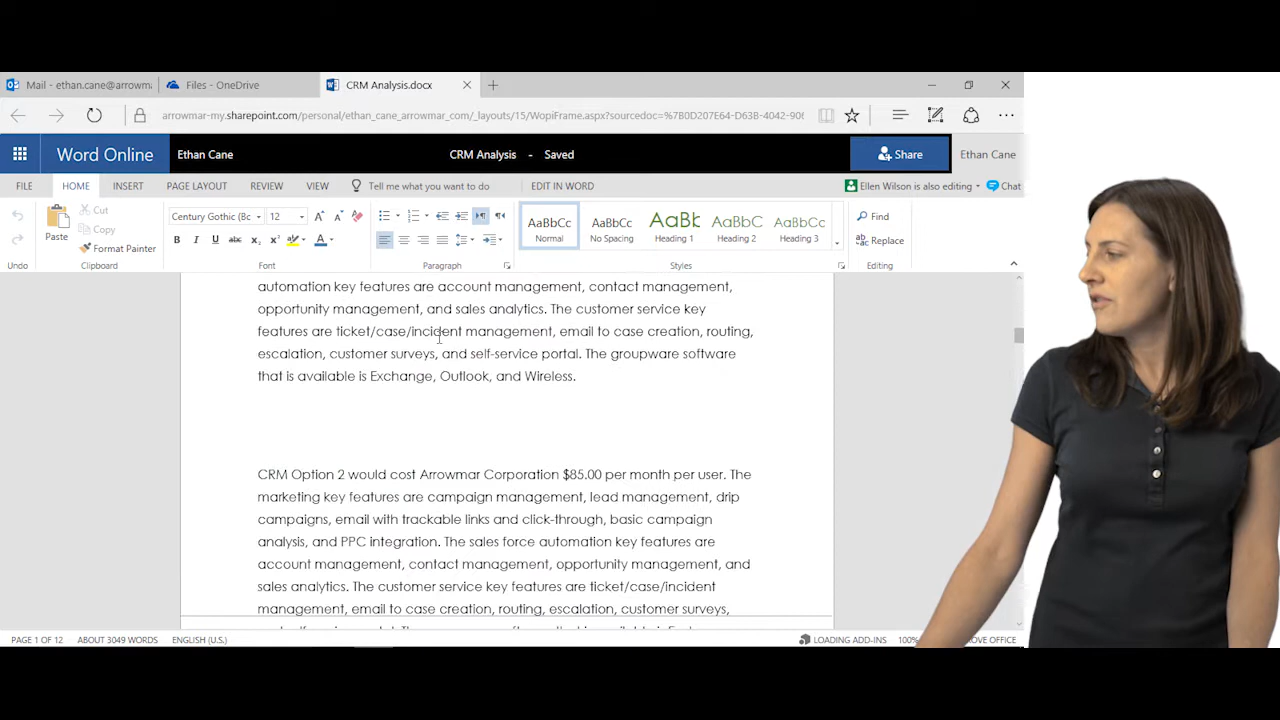 Mail - ethan.cane@arrowma
Files - OneDrive
CRM Analysis.docx
arrowmar-my.sharepoint.com/personal/ethan_cane_arrowmar_com/_layouts/15/WopiFrame.aspx?sourcedoc=%7B0D207E64-D63B-4042-906
Word Online
Ethan Cane
CRM Analysis - Saved
Share
Ethan Cane
FILE HOME INSERT PAGE LAYOUT REVIEW VIEW Tell me what you want to do EDIT IN WORD
Ellen Wilson is also editing
Chat
Undo
Paste
Cut
Copy
Format Painter
Clipboard
Century Gothic (Bc 12
B I U abc X₂ X²
Font
Paragraph
AaBbCc Normal
AaBbCc No Spacing
AaBb Heading 1
AaBbC Heading 2
AaBbCc Heading 3
Styles
Find
Replace
Editing
automation key features are account management, contact management,
opportunity management, and sales analytics. The customer service key
features are ticket/case/incident management, email to case creation, routing,
escalation, customer surveys, and self-service portal. The groupware software
that is available is Exchange, Outlook, and Wireless.
CRM Option 2 would cost Arrowmar Corporation $85.00 per month per user. The
marketing key features are campaign management, lead management, drip
campaigns, email with trackable links and click-through, basic campaign
analysis, and PPC integration. The sales force automation key features are
account management, contact management, opportunity management, and
sales analytics. The customer service key features are ticket/case/incident
management, email to case creation, routing, escalation, customer surveys,
PAGE 1 OF 12 ABOUT 3049 WORDS ENGLISH (U.S.)
LOADING ADD-INS 100%
OFFICE